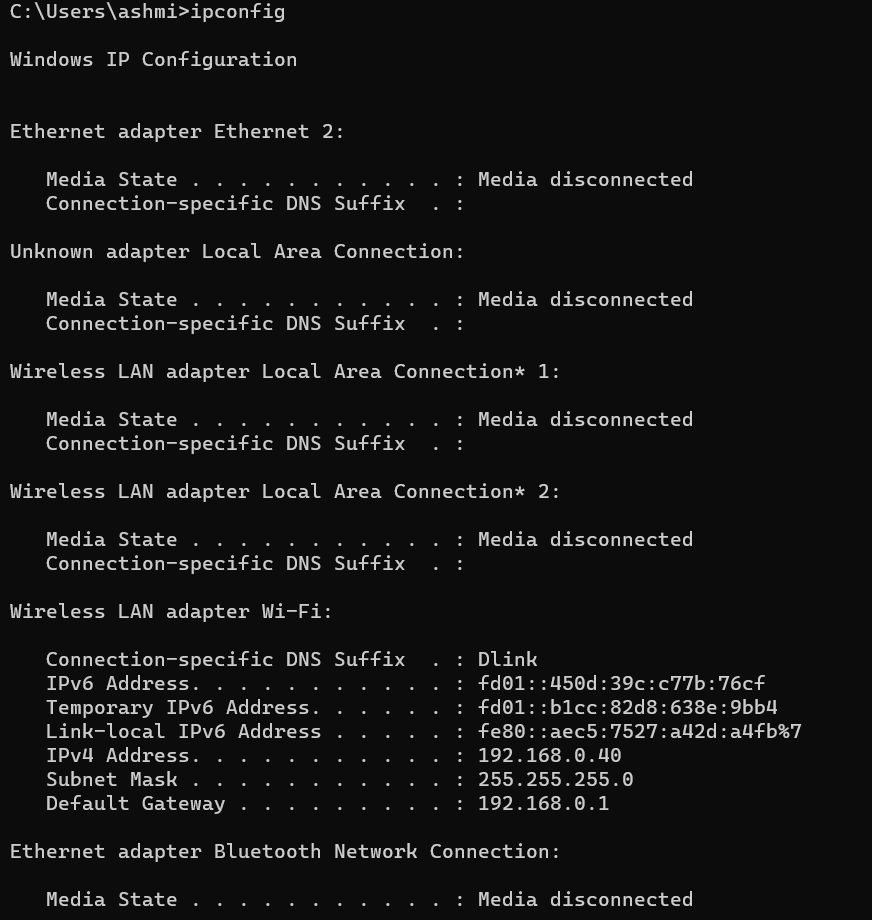 C:\Users\ashmi>ipconfig
Windows IP Configuration
Ethernet adapter Ethernet 2:
   Media State . . . . . . . . . . . : Media disconnected
   Connection-specific DNS Suffix  . :
Unknown adapter Local Area Connection:
   Media State . . . . . . . . . . . : Media disconnected
   Connection-specific DNS Suffix  . :
Wireless LAN adapter Local Area Connection* 1:
   Media State . . . . . . . . . . . : Media disconnected
   Connection-specific DNS Suffix  . :
Wireless LAN adapter Local Area Connection* 2:
   Media State . . . . . . . . . . . : Media disconnected
   Connection-specific DNS Suffix  . :
Wireless LAN adapter Wi-Fi:
   Connection-specific DNS Suffix  . : Dlink
   IPv6 Address. . . . . . . . . . . : fd01::450d:39c:c77b:76cf
   Temporary IPv6 Address. . . . . . : fd01::b1cc:82d8:638e:9bb4
   Link-local IPv6 Address . . . . . : fe80::aec5:7527:a42d:a4fb%7
   IPv4 Address. . . . . . . . . . . : 192.168.0.40
   Subnet Mask . . . . . . . . . . . : 255.255.255.0
   Default Gateway . . . . . . . . . : 192.168.0.1
Ethernet adapter Bluetooth Network Connection:
   Media State . . . . . . . . . . . : Media disconnected